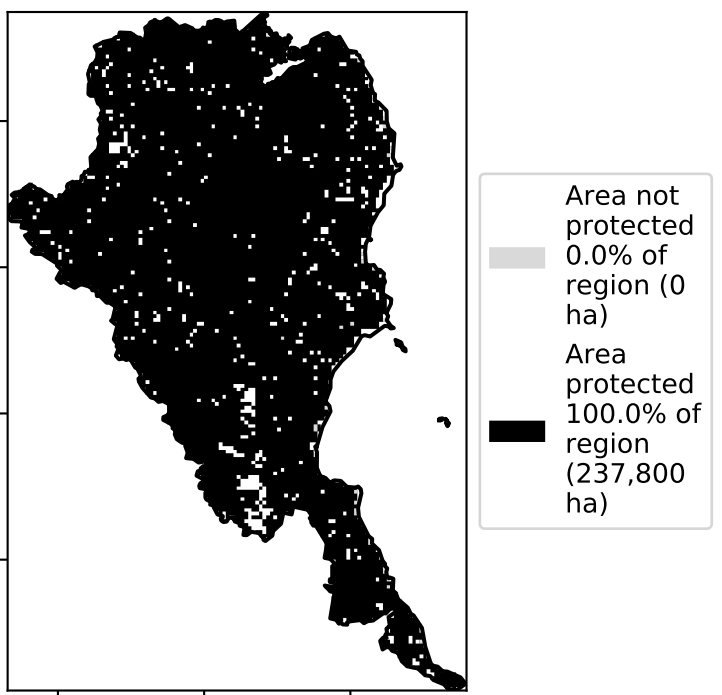 Area not
protected
0.0% of
region (0
ha)
Area
protected
100.0% of
region
(237,800
ha)